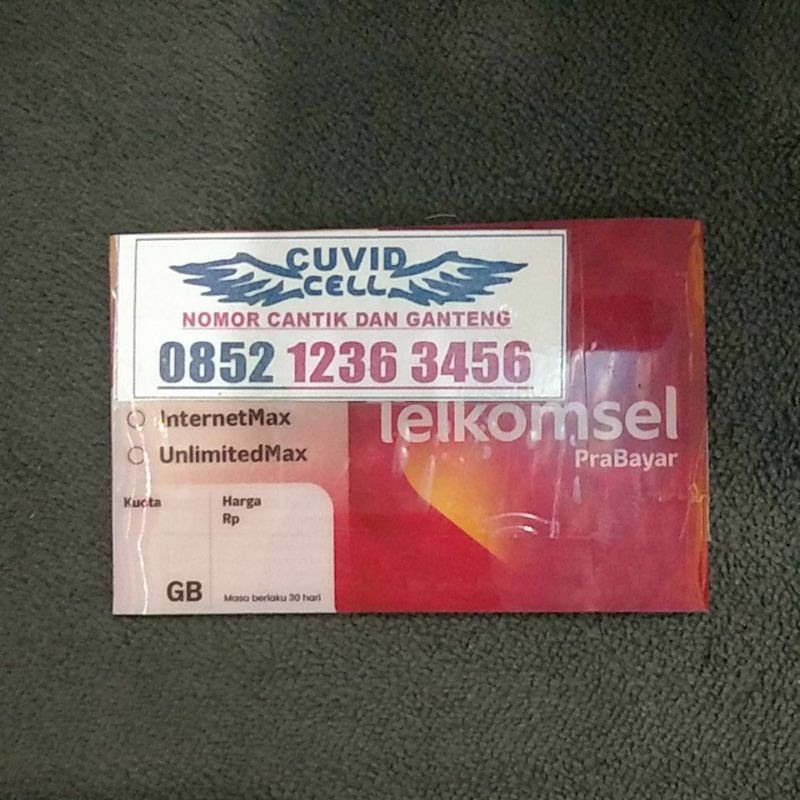 CUVID
CELL
NOMOR CANTIK DAN GANTENG
0852 1236 3456
InternetMax
UnlimitedMax
Telkomsel
PraBayar
Kuota
Harga
Rp
GB
Masa berlaku 30 hari